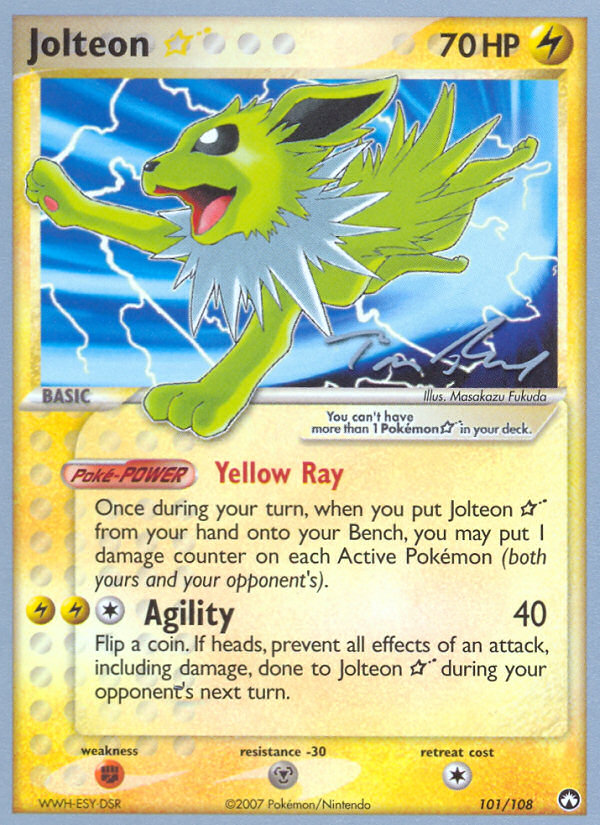 Jolteon ☆ 70 HP
BASIC
Illus. Masakazu Fukuda
You can't have
more than 1 Pokémon ☆ in your deck.
Poké-POWER Yellow Ray
Once during your turn, when you put Jolteon ☆
from your hand onto your Bench, you may put 1
damage counter on each Active Pokémon (both
yours and your opponent's).
Agility 40
Flip a coin. If heads, prevent all effects of an attack,
including damage, done to Jolteon ☆ during your
opponent's next turn.
weakness resistance -30 retreat cost
WWH-ESY-DSR ©2007 Pokémon/Nintendo 101/108